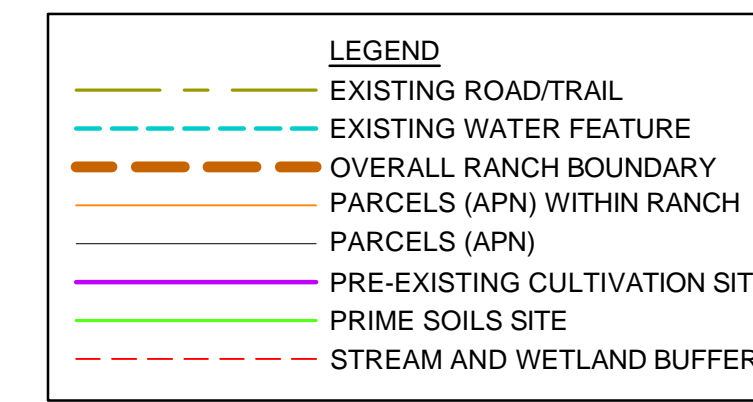 LEGEND
EXISTING ROAD/TRAIL
EXISTING WATER FEATURE
OVERALL RANCH BOUNDARY
PARCELS (APN) WITHIN RANCH
PARCELS (APN)
PRE-EXISTING CULTIVATION SIT
PRIME SOILS SITE
STREAM AND WETLAND BUFFER